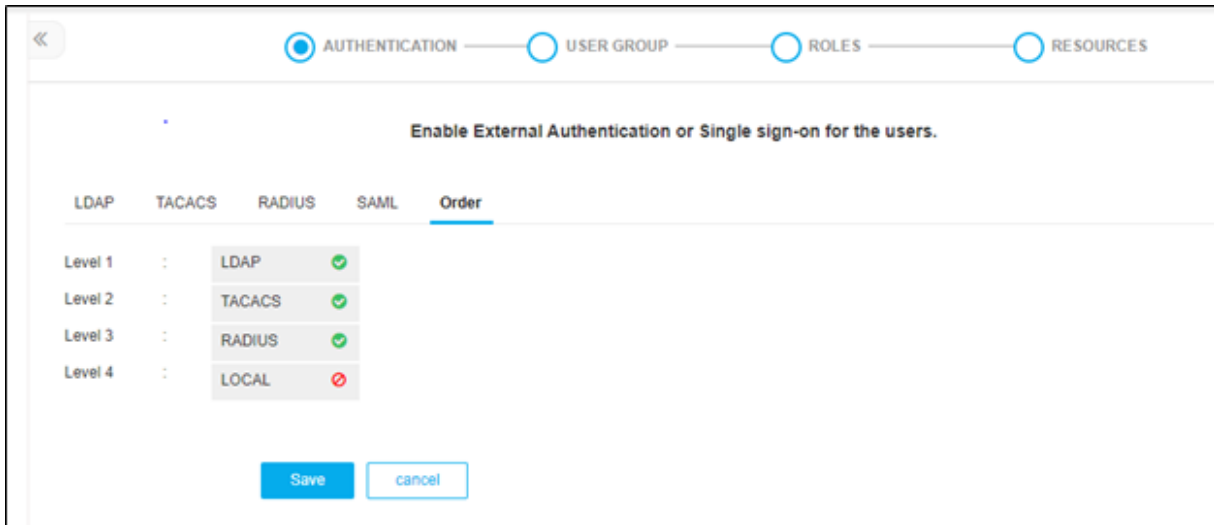 «
AUTHENTICATION USER GROUP ROLES RESOURCES
Enable External Authentication or Single sign-on for the users.
LDAP TACACS RADIUS SAML Order
Level 1 : LDAP
Level 2 : TACACS
Level 3 : RADIUS
Level 4 : LOCAL
Save cancel